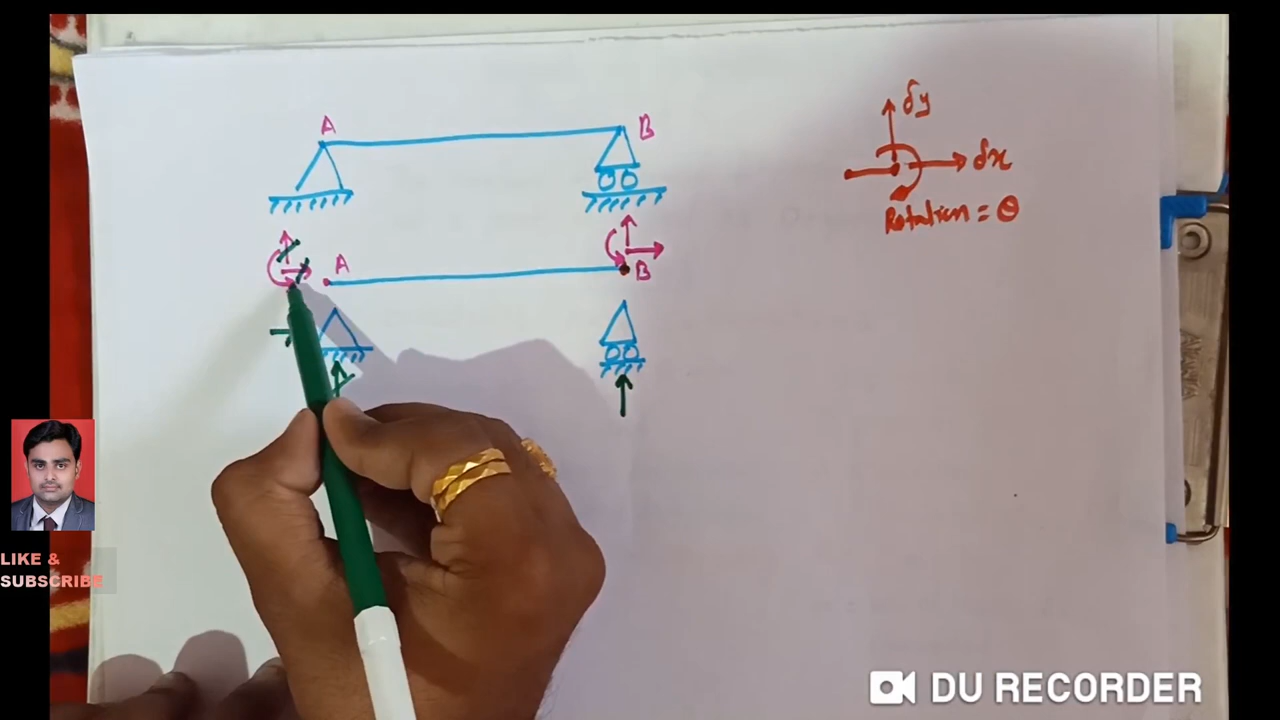 A
B
δy
δx
Rotation = θ
A
B
LIKE &
SUBSCRIBE
DU RECORDER